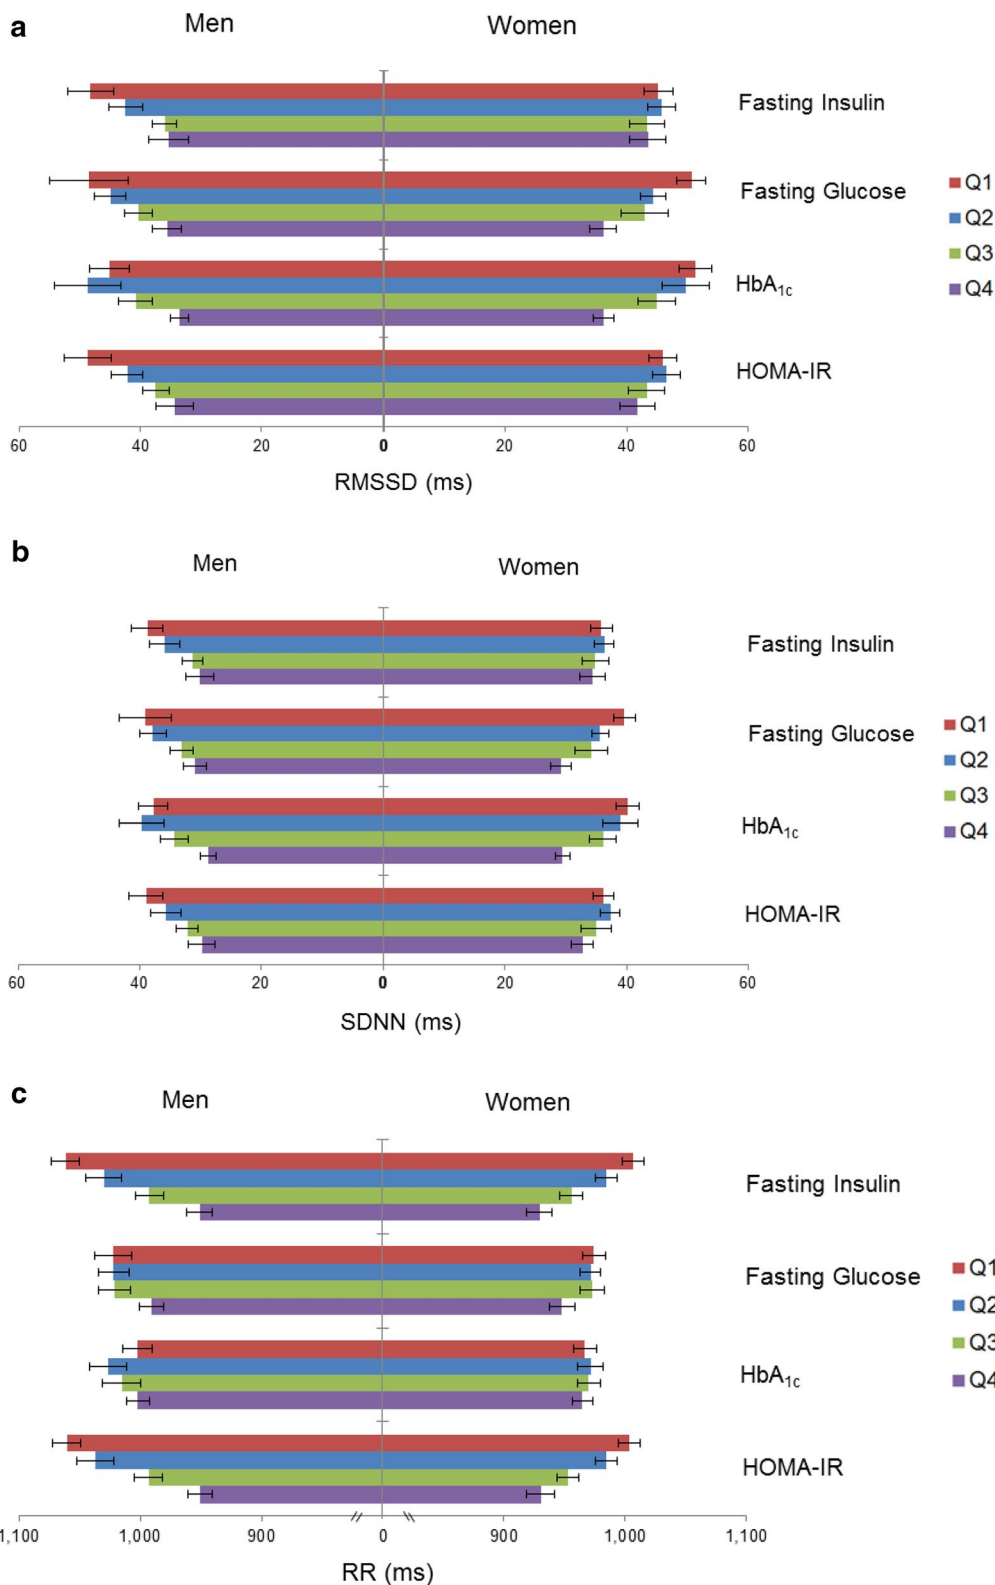 a
Men Women
Fasting Insulin
Fasting Glucose
HbA1c
HOMA-IR
Q1
Q2
Q3
Q4
60 40 20 0 20 40 60
RMSSD (ms)
b
Men Women
Fasting Insulin
Fasting Glucose
HbA1c
HOMA-IR
Q1
Q2
Q3
Q4
60 40 20 0 20 40 60
SDNN (ms)
c
Men Women
Fasting Insulin
Fasting Glucose
HbA1c
HOMA-IR
Q1
Q2
Q3
Q4
1,100 1,000 900 0 900 1,000 1,100
RR (ms)